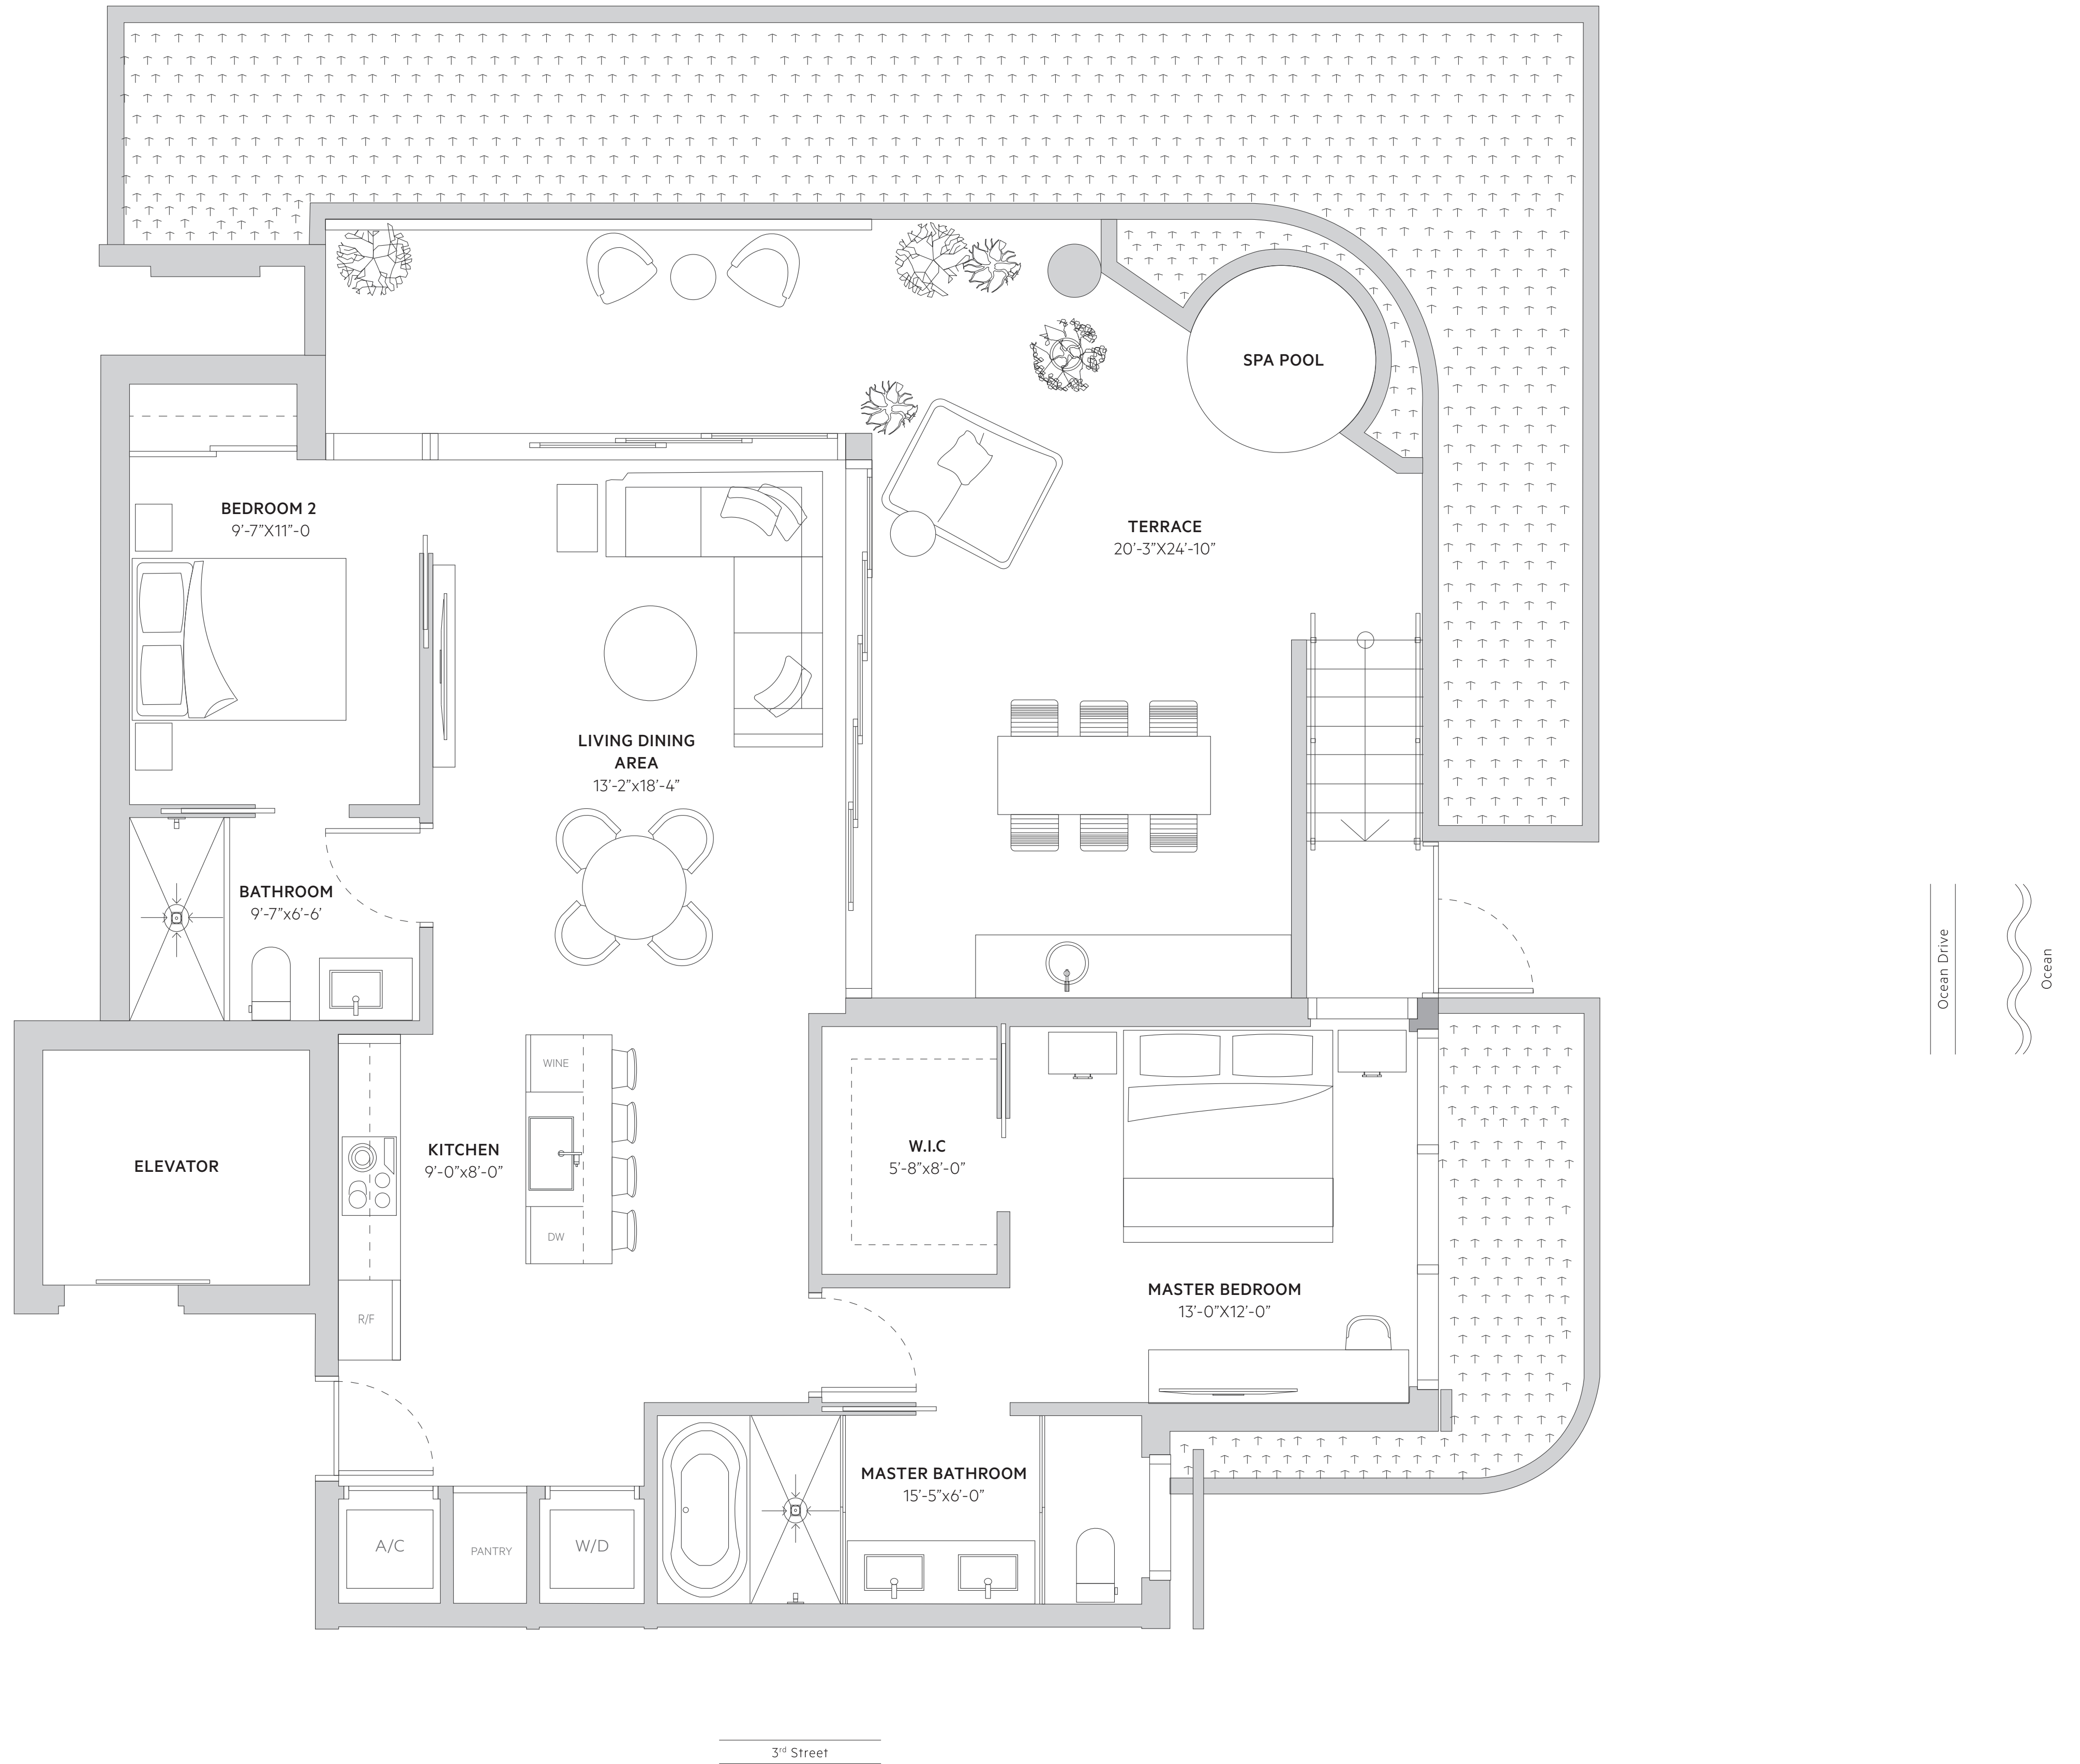 SPA POOL
BEDROOM 2
9’-7”X11”-0
TERRACE
20’-3”X24’-10”
LIVING DINING
AREA
13’-2”x18’-4”
BATHROOM
9’-7”x6’-6’
Ocean Drive
Ocean
WINE
KITCHEN
9’-0”x8’-0”
W.I.C
5’-8”x8’-0”
ELEVATOR
DW
MASTER BEDROOM
13’-0”X12’-0”
R/F
MASTER BATHROOM
15’-5”x6’-0”
A/C
PANTRY
W/D
3rd Street